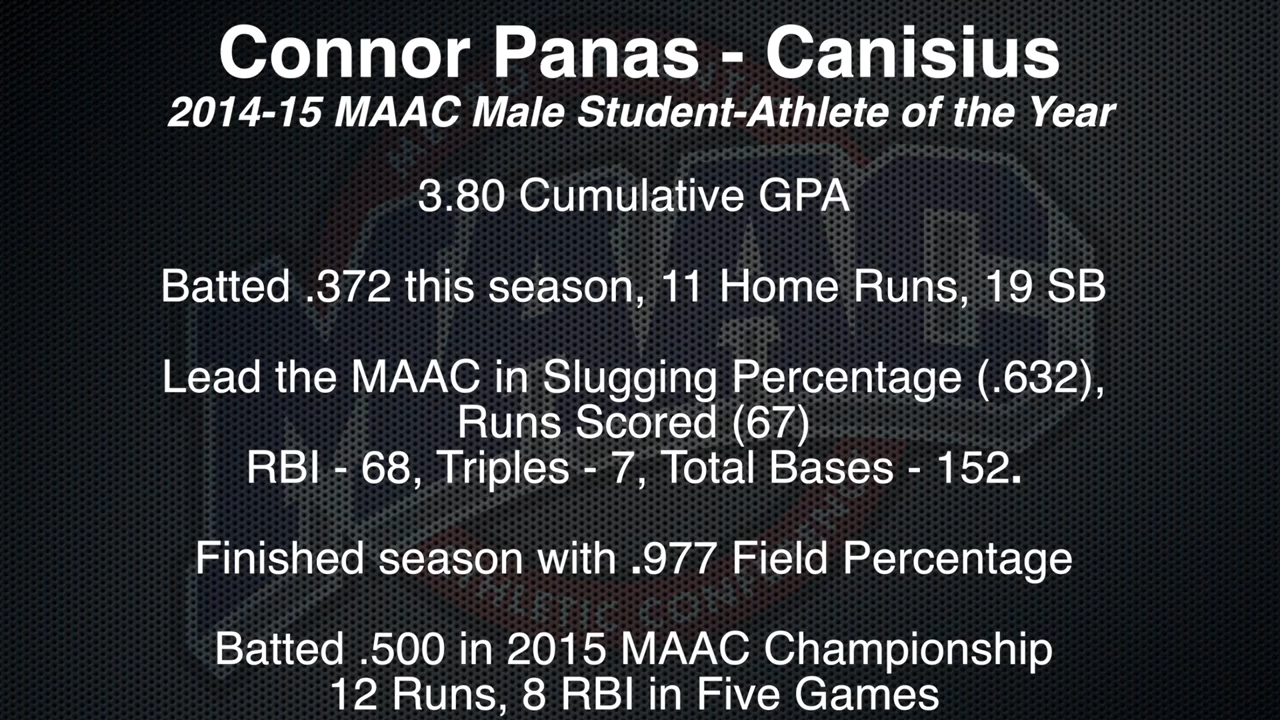 Connor Panas - Canisius
2014-15 MAAC Male Student-Athlete of the Year
3.80 Cumulative GPA
Batted .372 this season, 11 Home Runs, 19 SB
Lead the MAAC in Slugging Percentage (.632),
Runs Scored (67)
RBI - 68, Triples - 7, Total Bases - 152.
Finished season with .977 Field Percentage
Batted .500 in 2015 MAAC Championship
12 Runs, 8 RBI in Five Games
MAAC